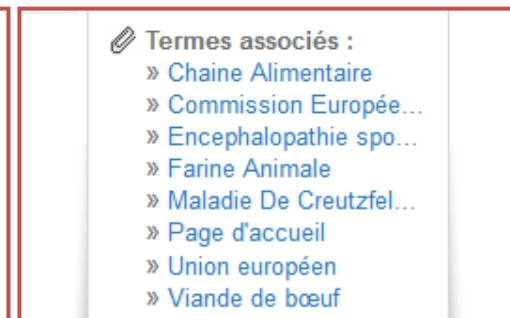 Termes associés :
» Chaine Alimentaire
» Commission Europée...
» Encephalopathie spo...
» Farine Animale
» Maladie De Creutzfel...
» Page d'accueil
» Union européen
» Viande de bœuf